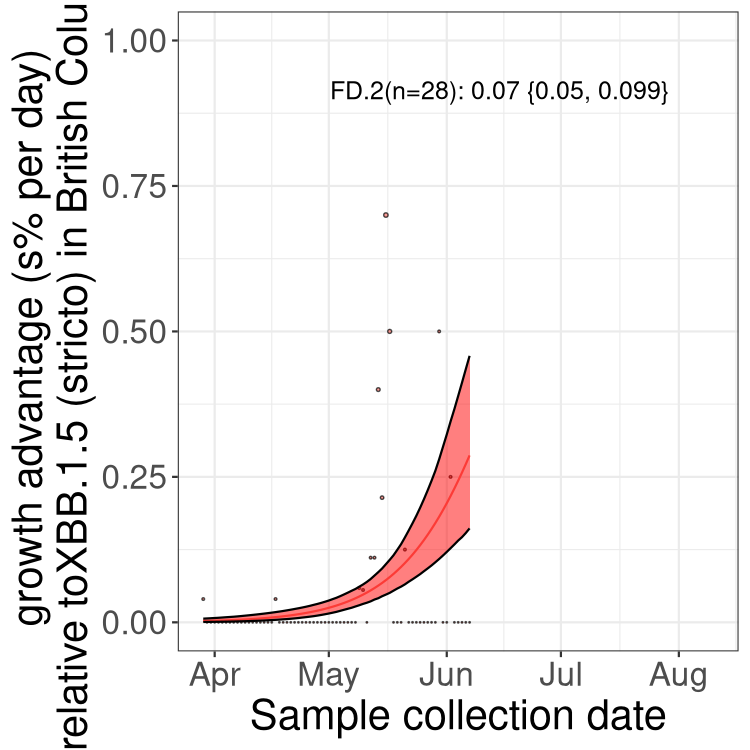 growth advantage (s% per day)
relative toXBB.1.5 (stricto) in British Colu
1.00
0.75
0.50
0.25
0.00
FD.2(n=28): 0.07 {0.05, 0.099}
Apr May Jun Jul Aug
Sample collection date